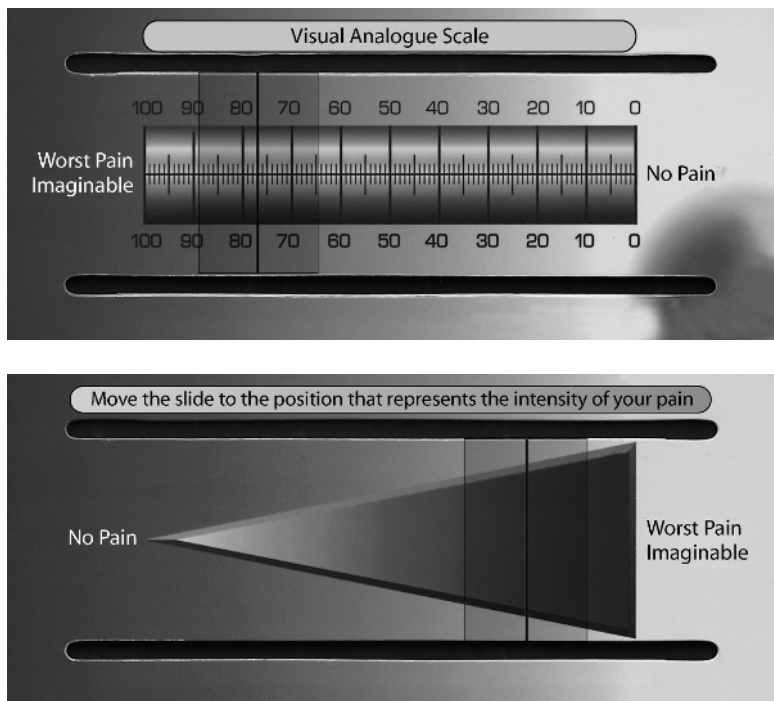 Visual Analogue Scale
100 90 80 70 60 50 40 30 20 10 0
Worst Pain
Imaginable
No Pain
100 90 80 70 60 50 40 30 20 10 0
Move the slide to the position that represents the intensity of your pain
No Pain
Worst Pain
Imaginable